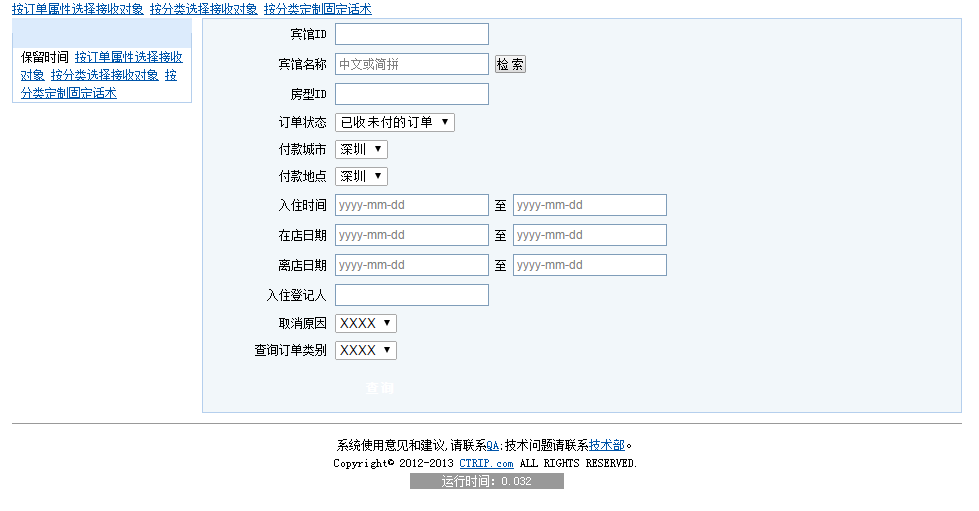 按订单属性选择接收对象 按分类选择接收对象 按分类定制固定话术
保留时间 按订单属性选择接收
对象 按分类选择接收对象 按
分类定制固定话术
宾馆ID
宾馆名称 中文或简拼 检索
房型ID
订单状态 已收未付的订单
付款城市 深圳
付款地点 深圳
入住时间 yyyy-mm-dd 至 yyyy-mm-dd
在店日期 yyyy-mm-dd 至 yyyy-mm-dd
离店日期 yyyy-mm-dd 至 yyyy-mm-dd
入住登记人
取消原因 XXXX
查询订单类别 XXXX
查询
系统使用意见和建议,请联系QA;技术问题请联系技术部。
Copyright© 2012-2013 CTRIP.com ALL RIGHTS RESERVED.
运行时间: 0.032